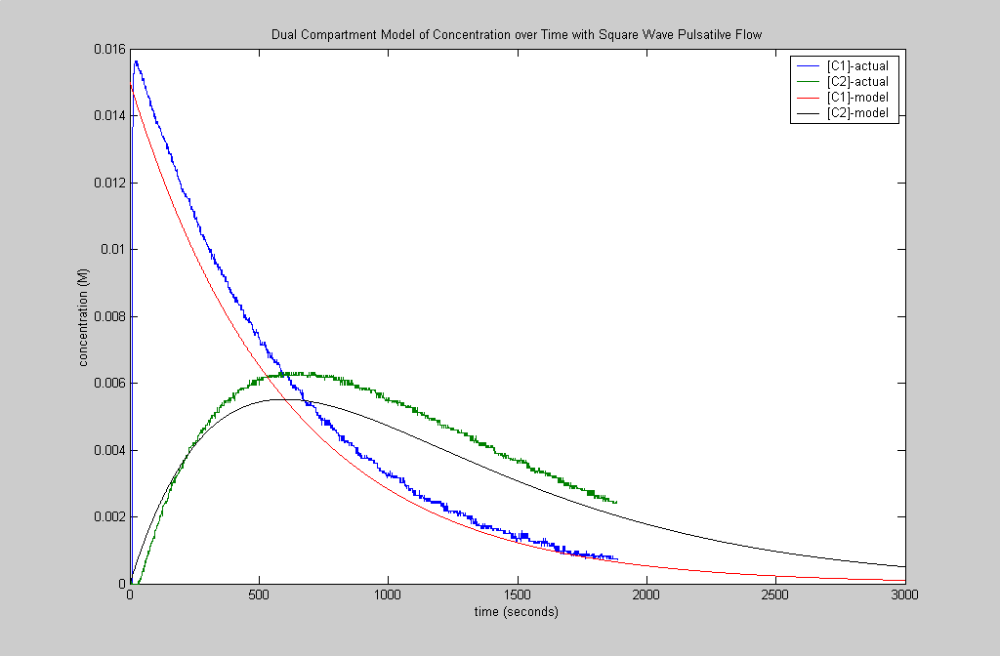 Dual Compartment Model of Concentration over Time with Square Wave Pulsatilve Flow
[C1]-actual
[C2]-actual
[C1]-model
[C2]-model
concentration (M)
0.016
0.014
0.012
0.01
0.008
0.006
0.004
0.002
0
0 500 1000 1500 2000 2500 3000
time (seconds)